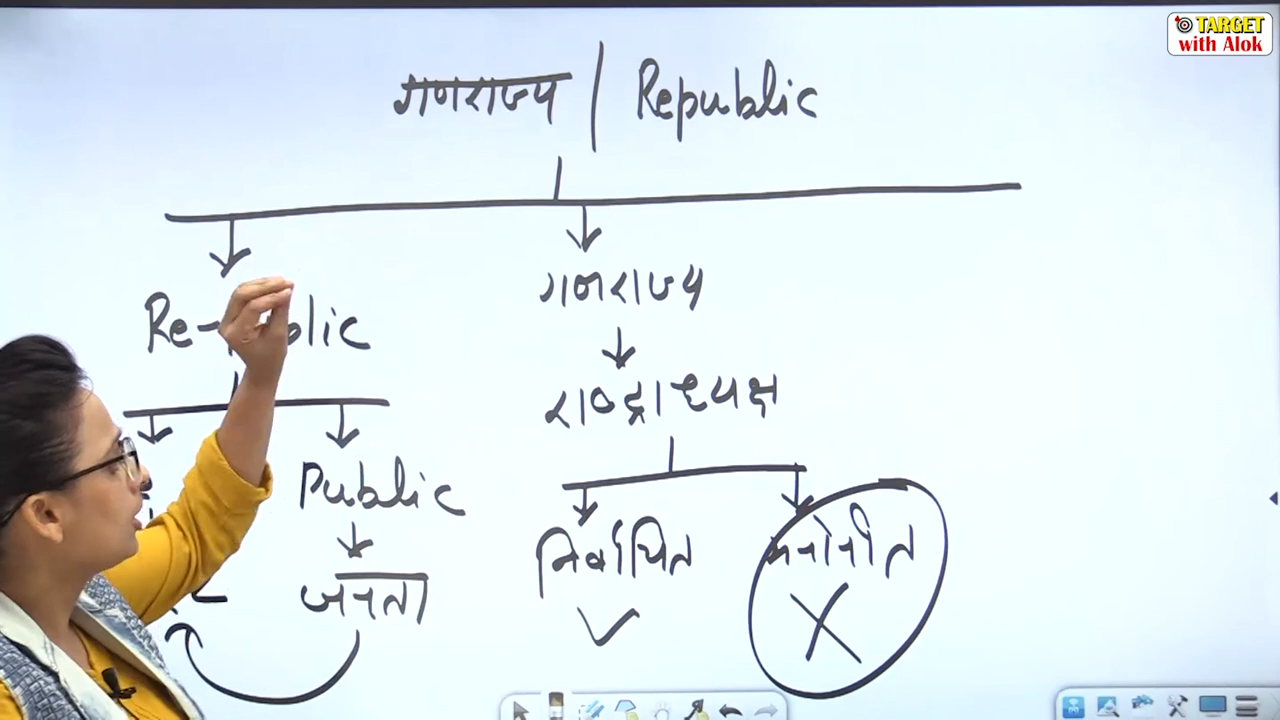 TARGET
with Alok
गणराज्य / Republic
गणराज्य
राष्ट्राध्यक्ष
Public
निर्वाचित
मनोनीत
जनता